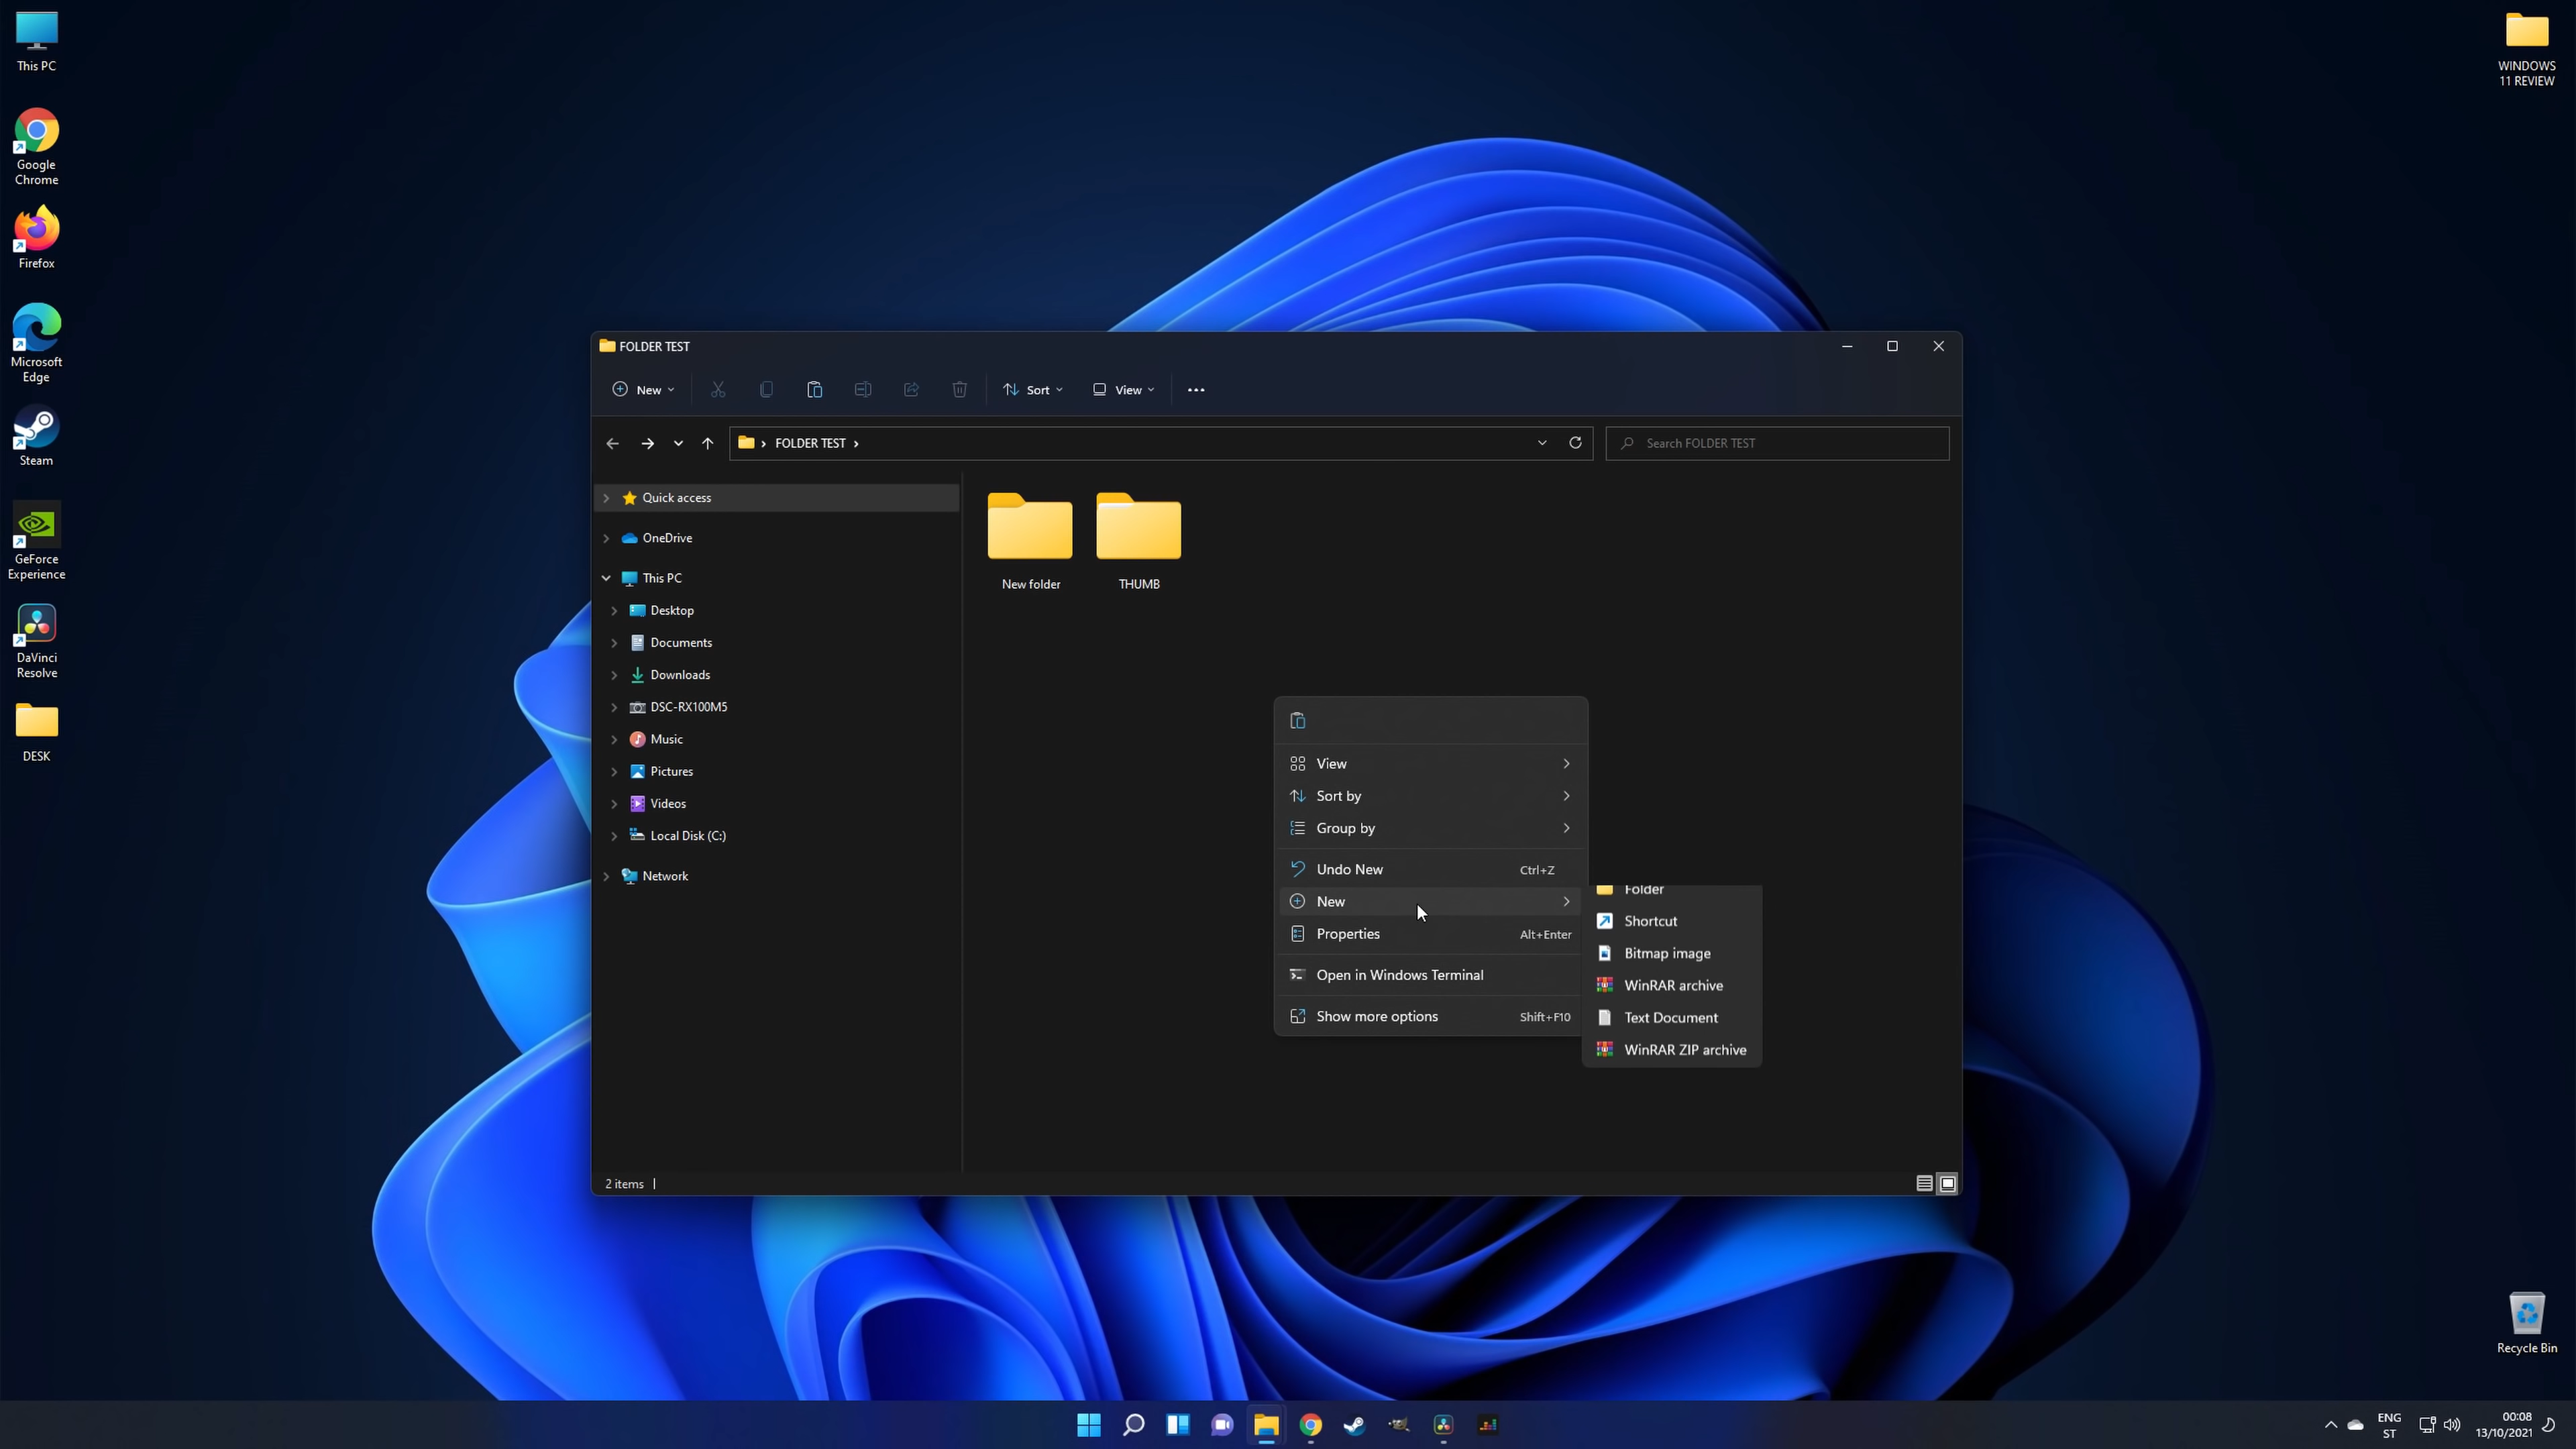 This PC
Google
Chrome
Firefox
Microsoft
Edge
Steam
GeForce
Experience
DaVinci
Resolve
DESK
WINDOWS
11 REVIEW
Recycle Bin
FOLDER TEST
New
Sort
View
FOLDER TEST
Search FOLDER TEST
Quick access
OneDrive
This PC
Desktop
Documents
Downloads
DSC-RX100M5
Music
Pictures
Videos
Local Disk (C:)
Network
New folder
THUMB
View
Sort by
Group by
Undo New Ctrl+Z
New
Properties Alt+Enter
Open in Windows Terminal
Show more options Shift+F10
Folder
Shortcut
Bitmap image
WinRAR archive
Text Document
WinRAR ZIP archive
2 items
ENG
ST
00:08
13/10/2021